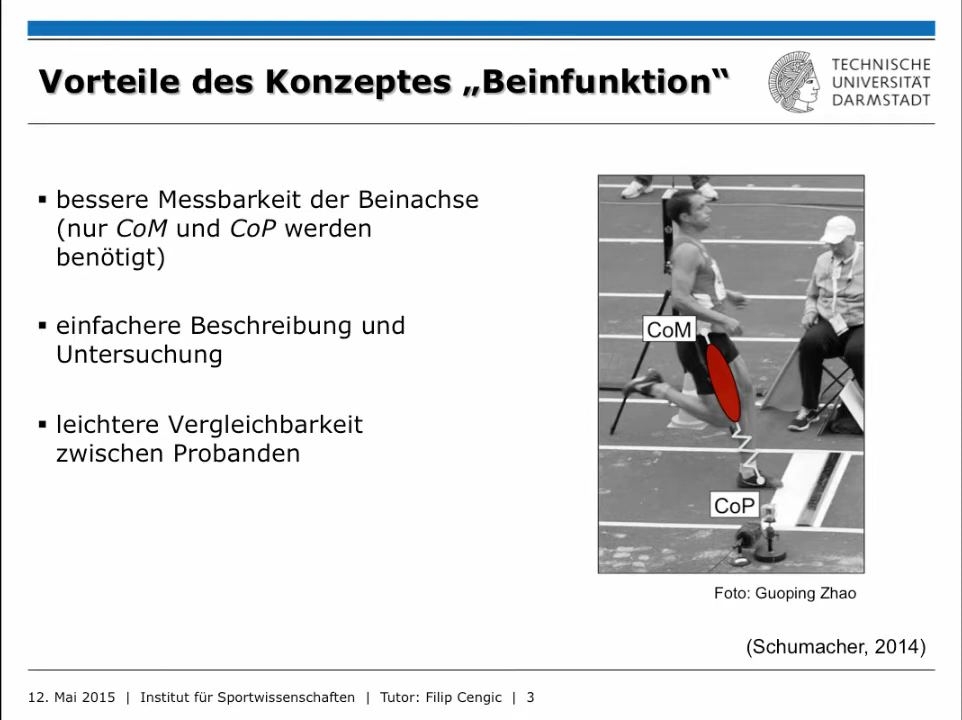 Vorteile des Konzeptes „Beinfunktion“
TECHNISCHE
UNIVERSITÄT
DARMSTADT
▪ bessere Messbarkeit der Beinachse
(nur CoM und CoP werden
benötigt)
▪ einfachere Beschreibung und
Untersuchung
▪ leichtere Vergleichbarkeit
zwischen Probanden
CoM
CoP
Foto: Guoping Zhao
(Schumacher, 2014)
12. Mai 2015 | Institut für Sportwissenschaften | Tutor: Filip Cengic | 3